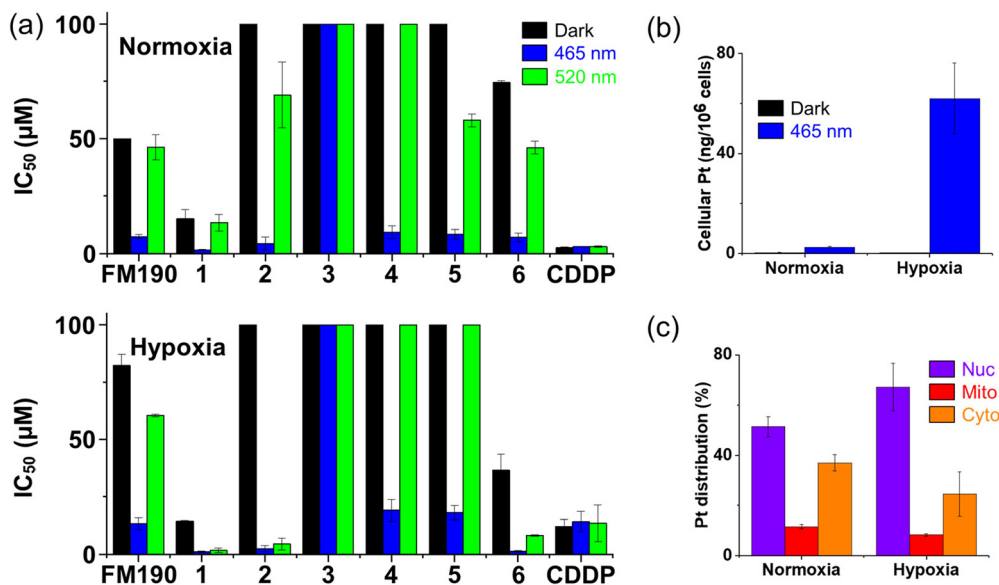 (a)
Normoxia
Dark
465 nm
520 nm
100
50
0
IC₅₀ (μM)
FM190 1 2 3 4 5 6 CDDP
Hypoxia
100
50
0
IC₅₀ (μM)
FM190 1 2 3 4 5 6 CDDP
(b)
Dark
465 nm
80
40
0
Cellular Pt (ng/10⁶ cells)
Normoxia Hypoxia
(c)
Nuc
Mito
Cyto
80
40
0
Pt distribution (%)
Normoxia Hypoxia